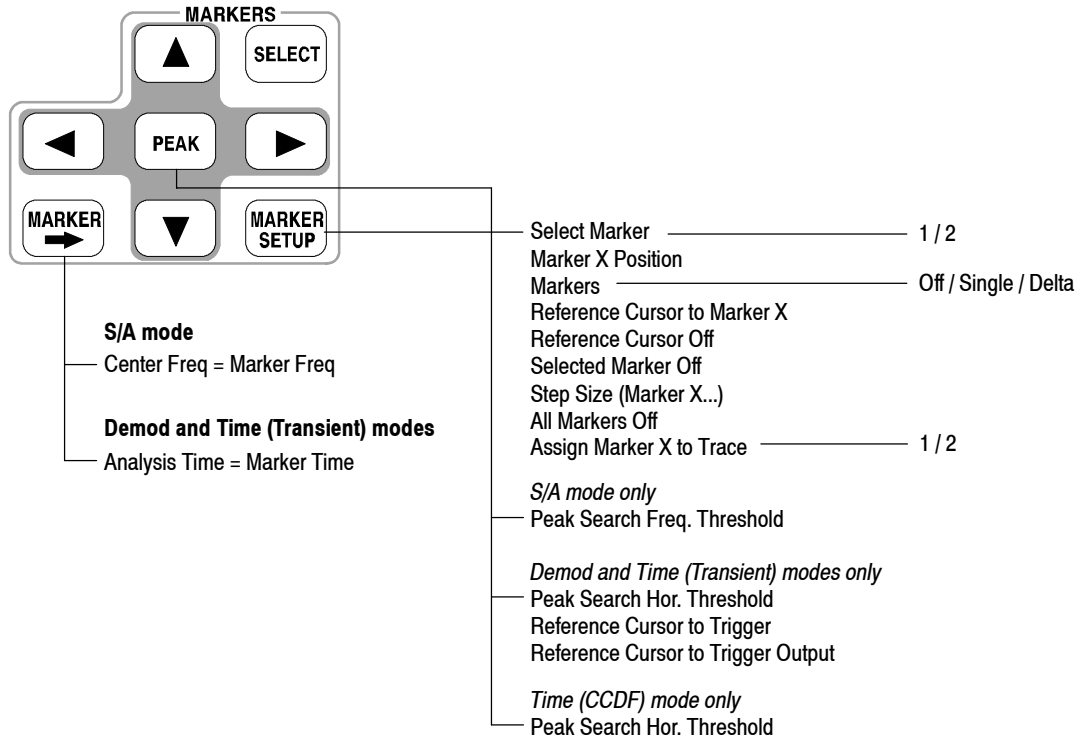 MARKERS
SELECT
PEAK
MARKER
MARKER
SETUP
S/A mode
Center Freq = Marker Freq
Demod and Time (Transient) modes
Analysis Time = Marker Time
Select Marker 1 / 2
Marker X Position
Markers Off / Single / Delta
Reference Cursor to Marker X
Reference Cursor Off
Selected Marker Off
Step Size (Marker X...)
All Markers Off
Assign Marker X to Trace 1 / 2
S/A mode only
Peak Search Freq. Threshold
Demod and Time (Transient) modes only
Peak Search Hor. Threshold
Reference Cursor to Trigger
Reference Cursor to Trigger Output
Time (CCDF) mode only
Peak Search Hor. Threshold